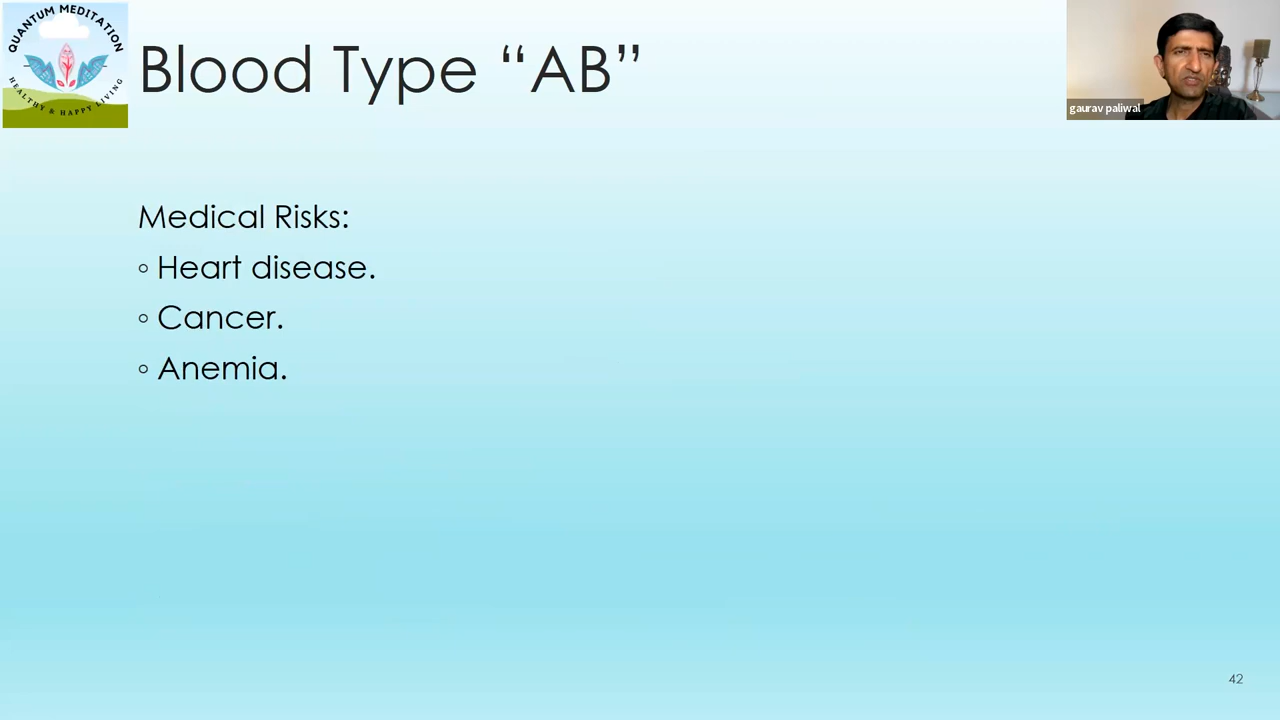 QUANTUM MEDITATION
HEALTHY & HAPPY LIVING
Blood Type “AB”
gaurav paliwal
Medical Risks:
◦ Heart disease.
◦ Cancer.
◦ Anemia.
42